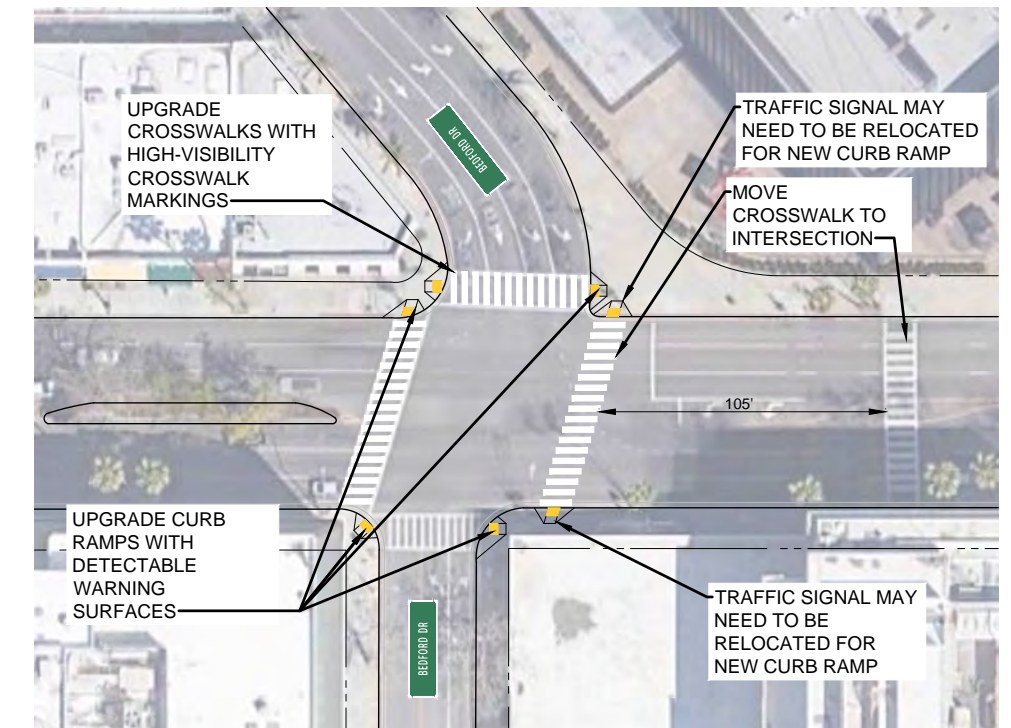 UPGRADE
CROSSWALKS WITH
HIGH-VISIBILITY
CROSSWALK
MARKINGS
BEDFORD DR
TRAFFIC SIGNAL MAY
NEED TO BE RELOCATED
FOR NEW CURB RAMP
MOVE
CROSSWALK TO
INTERSECTION
105'
UPGRADE CURB
RAMPS WITH
DETECTABLE
WARNING
SURFACES
BEDFORD DR
TRAFFIC SIGNAL MAY
NEED TO BE
RELOCATED FOR
NEW CURB RAMP